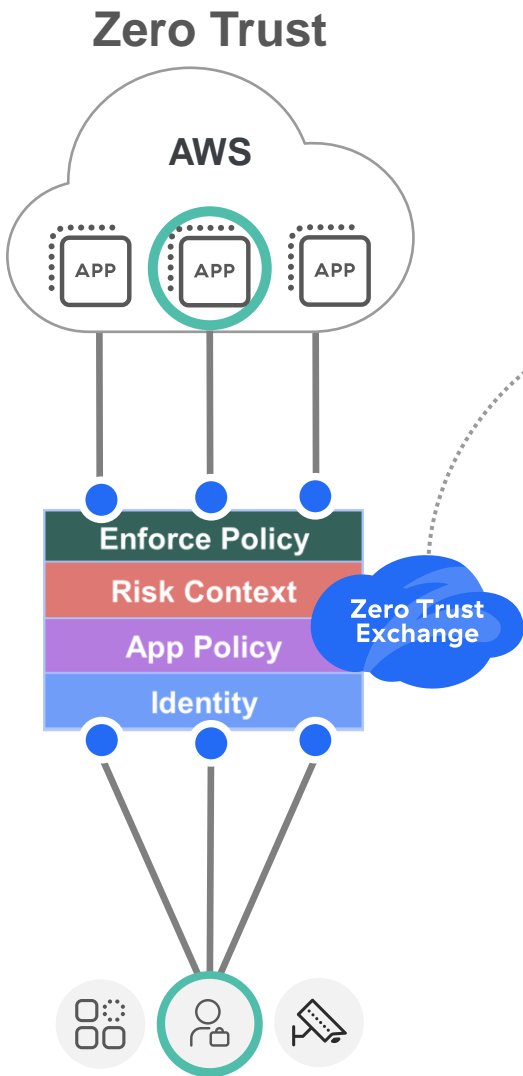 Zero Trust
AWS
APP
APP
APP
Enforce Policy
Risk Context
App Policy
Identity
Zero Trust
Exchange